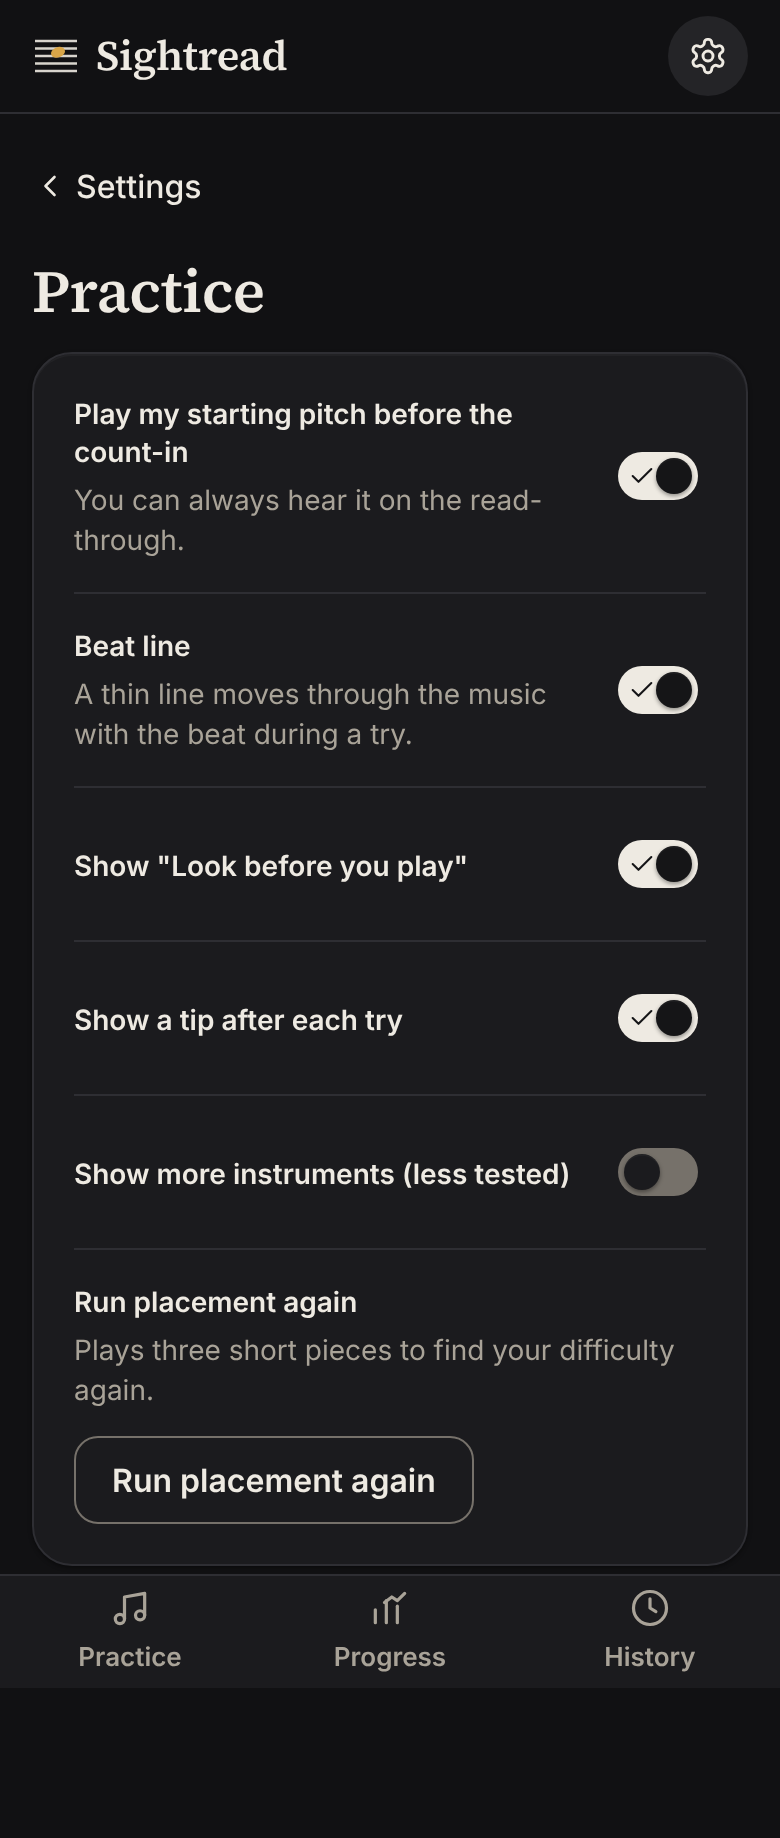 Sightread
Settings
Practice
Play my starting pitch before the
count-in
You can always hear it on the read-
through.
Beat line
A thin line moves through the music
with the beat during a try.
Show "Look before you play"
Show a tip after each try
Show more instruments (less tested)
Run placement again
Plays three short pieces to find your difficulty
again.
Run placement again
Practice
Progress
History